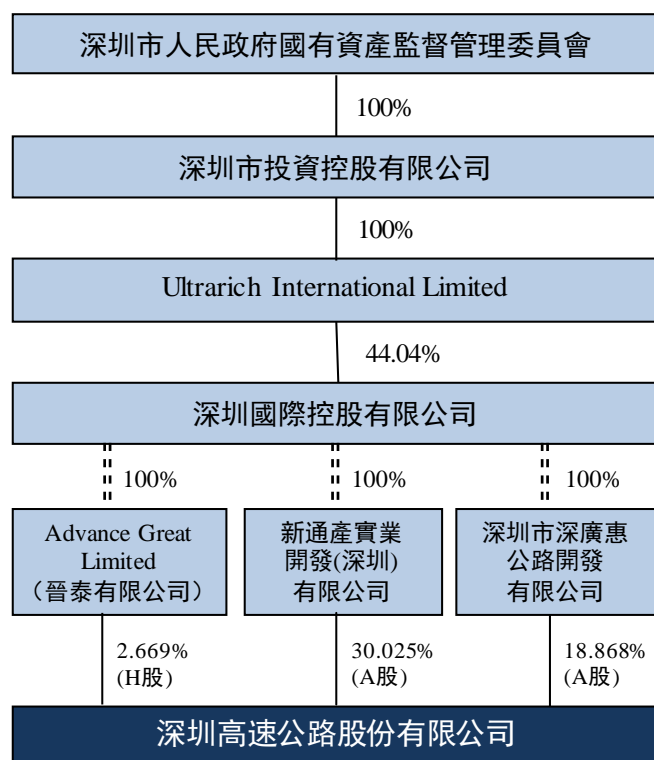 深圳市人民政府國有資產監督管理委員會
100%
深圳市投資控股有限公司
100%
Ultrarich International Limited
44.04%
深圳國際控股有限公司
100%
100%
100%
Advance Great
Limited
（晉泰有限公司）
新通產實業
開發(深圳)
有限公司
深圳市深廣惠
公路開發
有限公司
2.669%
(H股)
30.025%
(A股)
18.868%
(A股)
深圳高速公路股份有限公司